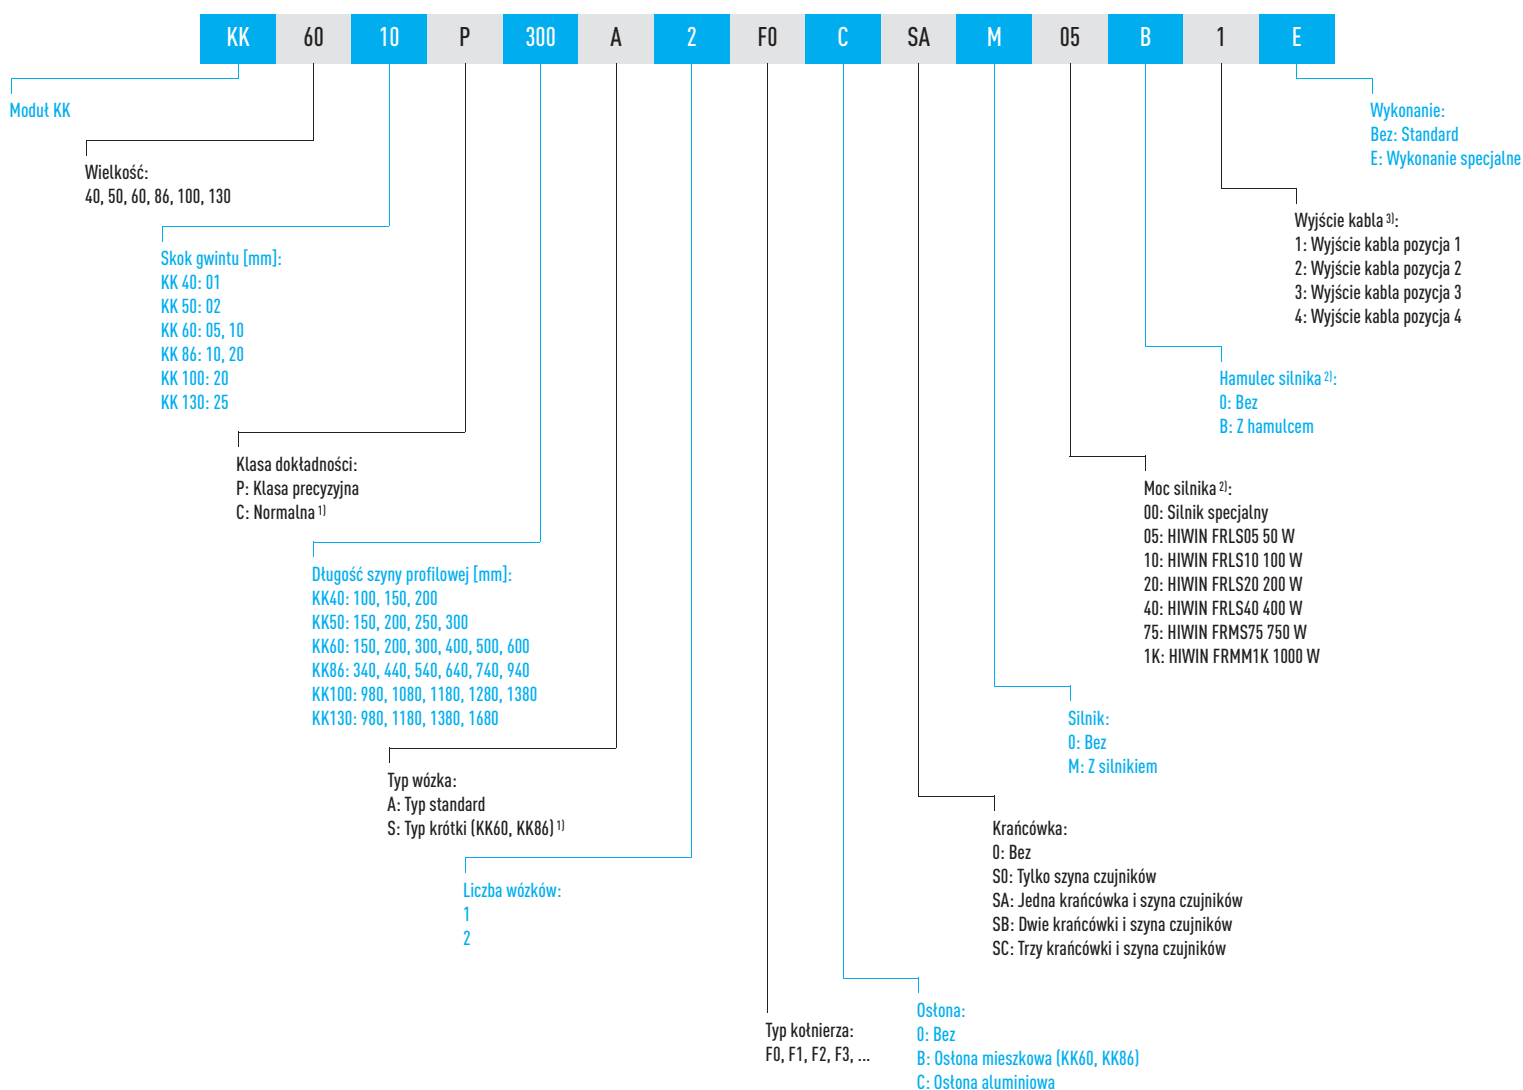 KK 60 10 P 300 A 2 F0 C SA M 05 B 1 E
Moduł KK
Wielkość:
40, 50, 60, 86, 100, 130
Skok gwintu [mm]:
KK 40: 01
KK 50: 02
KK 60: 05, 10
KK 86: 10, 20
KK 100: 20
KK 130: 25
Klasa dokładności:
P: Klasa precyzyjna
C: Normalna 1)
Długość szyny profilowej [mm]:
KK40: 100, 150, 200
KK50: 150, 200, 250, 300
KK60: 150, 200, 300, 400, 500, 600
KK86: 340, 440, 540, 640, 740, 940
KK100: 980, 1080, 1180, 1280, 1380
KK130: 980, 1180, 1380, 1680
Typ wózka:
A: Typ standard
S: Typ krótki (KK60, KK86) 1)
Liczba wózków:
1
2
Typ kołnierza:
F0, F1, F2, F3, ...
Osłona:
0: Bez
B: Osłona mieszkowa (KK60, KK86)
C: Osłona aluminiowa
Krańcówka:
0: Bez
S0: Tylko szyna czujników
SA: Jedna krańcówka i szyna czujników
SB: Dwie krańcówki i szyna czujników
SC: Trzy krańcówki i szyna czujników
Silnik:
0: Bez
M: Z silnikiem
Moc silnika 2):
00: Silnik specjalny
05: HIWIN FRLS05 50 W
10: HIWIN FRLS10 100 W
20: HIWIN FRLS20 200 W
40: HIWIN FRLS40 400 W
75: HIWIN FRMS75 750 W
1K: HIWIN FRMM1K 1000 W
Hamulec silnika 2):
0: Bez
B: Z hamulcem
Wyjście kabla 3):
1: Wyjście kabla pozycja 1
2: Wyjście kabla pozycja 2
3: Wyjście kabla pozycja 3
4: Wyjście kabla pozycja 4
Wykonanie:
Bez: Standard
E: Wykonanie specjalne